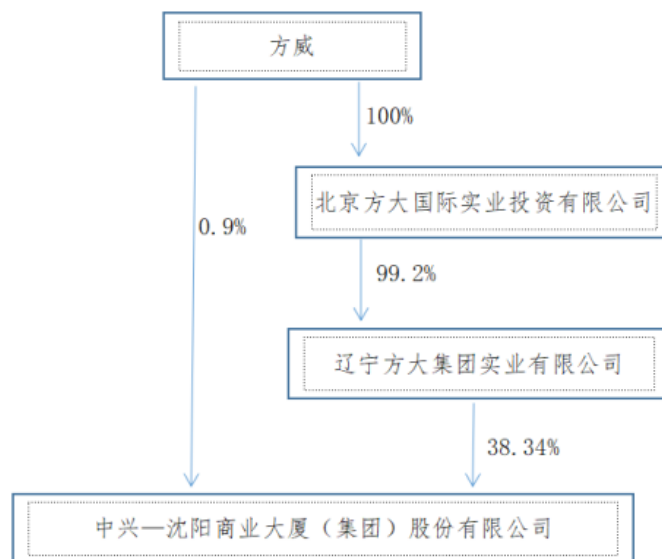 方威
100%
北京方大国际实业投资有限公司
0.9%
99.2%
辽宁方大集团实业有限公司
38.34%
中兴—沈阳商业大厦（集团）股份有限公司